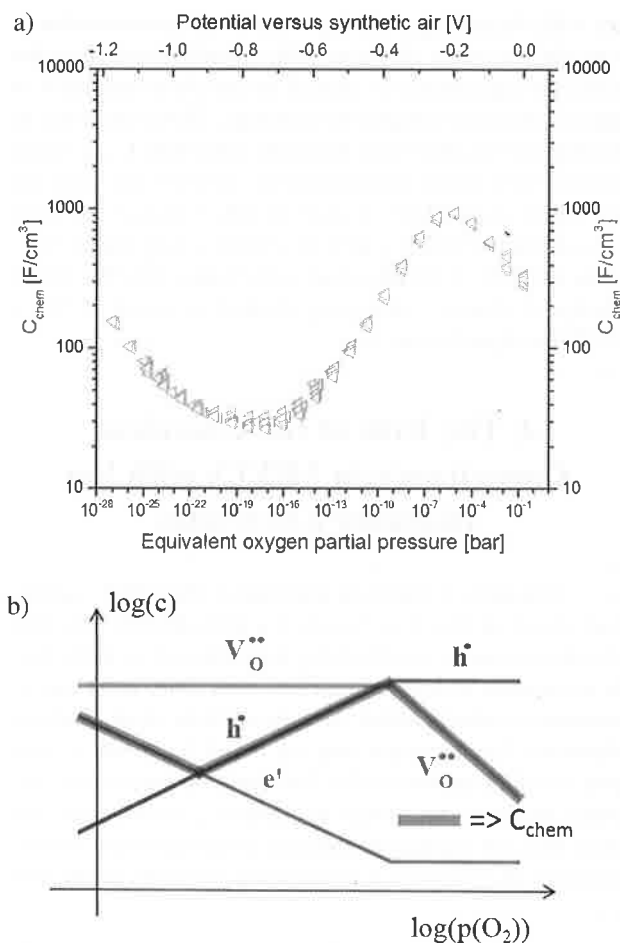 a)
Potential versus synthetic air [V]
-1.2 -1.0 -0.8 -0.6 -0.4 -0.2 0.0
10000 10000
1000 1000
100 100
10 10
C_chem [F/cm³]
C_chem [F/cm³]
10⁻²⁸ 10⁻²⁵ 10⁻²² 10⁻¹⁹ 10⁻¹⁶ 10⁻¹³ 10⁻¹⁰ 10⁻⁷ 10⁻⁴ 10⁻¹
Equivalent oxygen partial pressure [bar]
b)
log(c)
V_O^••
h^•
h^•
e'
V_O^••
=> C_chem
log(p(O₂))